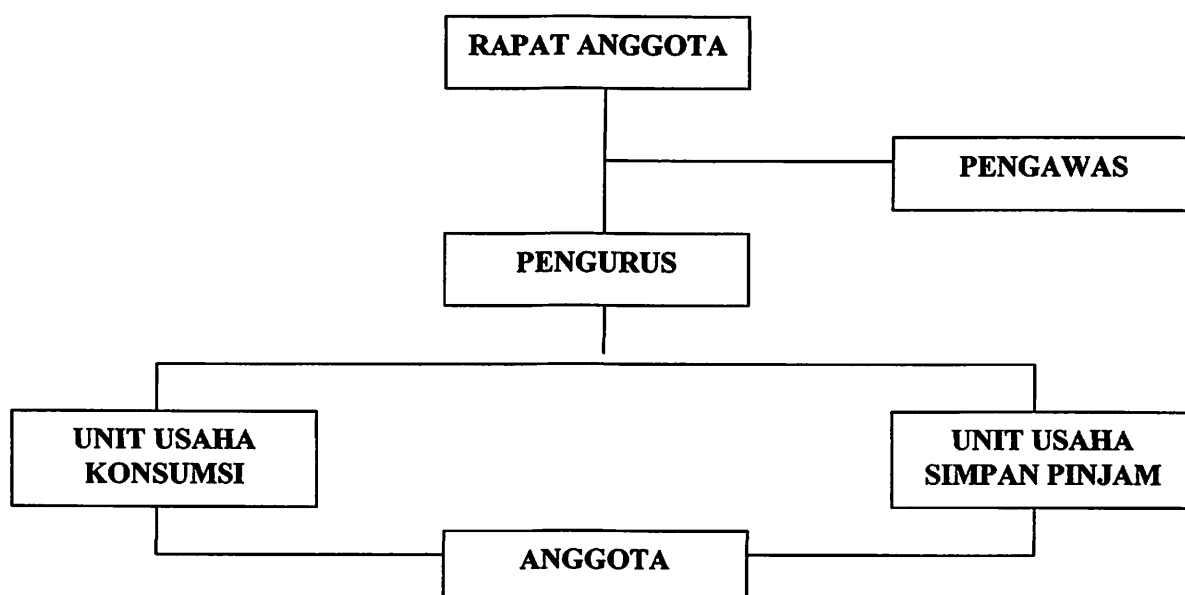 RAPAT ANGGOTA
PENGAWAS
PENGURUS
UNIT USAHA
KONSUMSI
UNIT USAHA
SIMPAN PINJAM
ANGGOTA